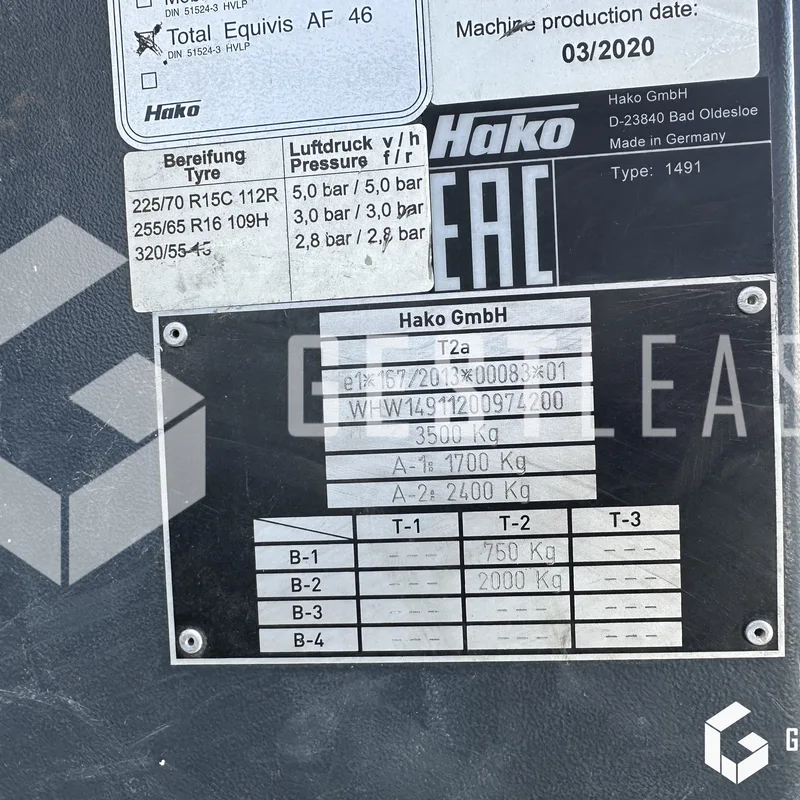 DIN 51524-3 HVLP
Total Equivis AF 46
DIN 51524-3 HVLP
Hako
Machine production date:
03/2020
Hako
Hako GmbH
D-23840 Bad Oldesloe
Made in Germany
Type: 1491
EAC
Bereifung Luftdruck v / h
Tyre Pressure f / r
225/70 R15C 112R 5,0 bar / 5,0 bar
255/65 R16 109H 3,0 bar / 3,0 bar
320/55-15 2,8 bar / 2,8 bar
Hako GmbH
T2a
e1*167/2013*00083*01
WHW14911200974200
3500 Kg
A-1: 1700 Kg
A-2: 2400 Kg
T-1 T-2 T-3
B-1 --- 750 Kg ---
B-2 --- 2000 Kg ---
B-3 --- --- ---
B-4 --- --- ---
G